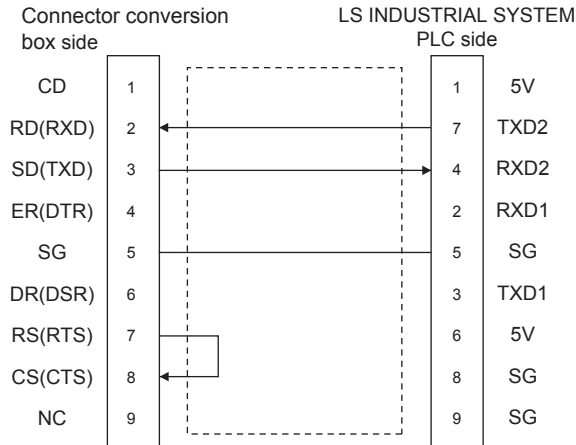 Connector conversion
box side
LS INDUSTRIAL SYSTEM
PLC side
CD 1 1 5V
RD(RXD) 2 7 TXD2
SD(TXD) 3 4 RXD2
ER(DTR) 4 2 RXD1
SG 5 5 SG
DR(DSR) 6 3 TXD1
RS(RTS) 7 6 5V
CS(CTS) 8 8 SG
NC 9 9 SG